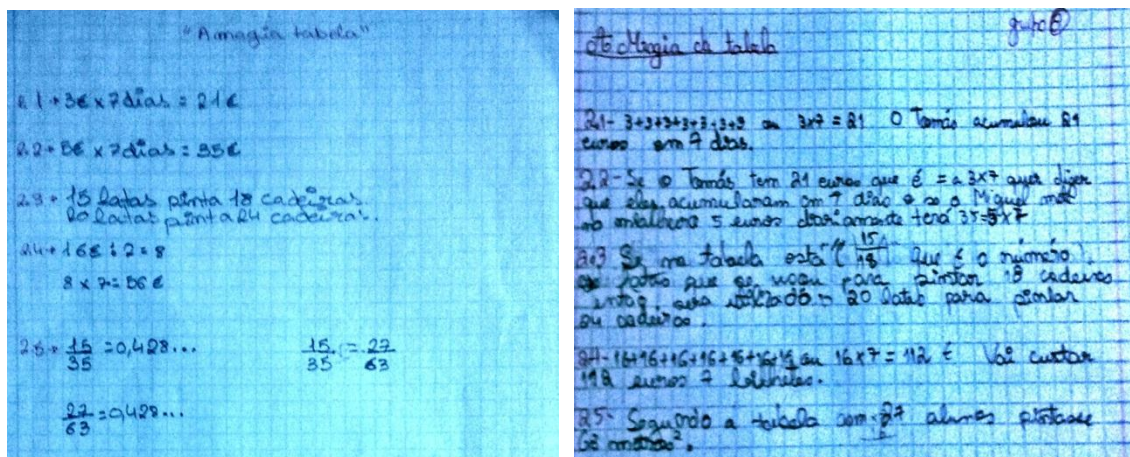 "A magia tabela"
2.1 → 3€ x 7 dias = 21€
2.2 → 5€ x 7 dias = 35€
2.3 → 15 latas pinta 18 cadeiras
20 latas pinta 24 cadeiras.
2.4 → 16€ : 2 = 8
8 x 7 = 56 €
2.5 → 15/35 = 0,428... 15/35 = 27/63
27/63 = 0,428...
grupo
A Magia da tabela
2.1- 3+3+3+3+3+3+3 ou 3x7 = 21 O Tomás acumulou 21
euros em 7 dias.
2.2- Se o Tomás tem 21 euros que é = a 3x7 quer dizer
que eles acumularam em 7 dias e se o Miguel
no mealheiro 5 euros diariamente terá 35=5x7
2.3 Se na tabela está "15/18" que é o número
latas que se usou para pintar 18 cadeiras
então será 20 latas para pintar
24 cadeiras.
2.4- 16+16+16+16+16+16+16 ou 16x7 = 112 € Vai custar
112 euros 7 bilhetes.
2.5- Segundo a tabela com 27 alunos pintasse
63 metros².